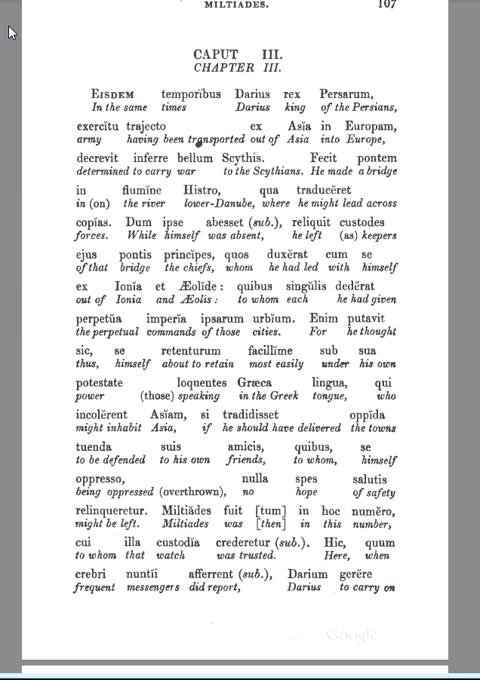 MILTIADES. 107
CAPUT III.
CHAPTER III.
Eisdem temporĭbus Darius rex Persarum,
In the same times Darius king of the Persians,
exercĭtu trajecto ex Asĭa in Europam,
army having been transported out of Asia into Europe,
decrevit inferre bellum Scythis. Fecit pontem
determined to carry war to the Scythians. He made a bridge
in flumĭne Histro, qua traducĕret
in (on) the river lower-Danube, where he might lead across
copĭas. Dum ipse abesset (sub.), reliquit custodes
forces. While himself was absent, he left (as) keepers
ejus pontis princĭpes, quos duxĕrat cum se
of that bridge the chiefs, whom he had led with himself
ex Ionĭa et Æolĭde: quibus singŭlis dedĕrat
out of Ionia and Æolis: to whom each he had given
perpetŭa imperĭa ipsarum urbĭum. Enim putavit
the perpetual commands of those cities. For he thought
sic, se retenturum facillĭme sub sua
thus, himself about to retain most easily under his own
potestate loquentes Græca lingua, qui
power (those) speaking in the Greek tongue, who
incolĕrent Asĭam, si tradidisset oppĭda
might inhabit Asia, if he should have delivered the towns
tuenda suis amicis, quibus, se
to be defended to his own friends, to whom, himself
oppresso, nulla spes salutis
being oppressed (overthrown), no hope of safety
relinqueretur. Miltiădes fuit [tum] in hoc numĕro,
might be left. Miltiades was [then] in this number,
cui illa custodĭa crederetur (sub.). Hic, quum
to whom that watch was trusted. Here, when
crebri nuntĭi afferrent (sub.), Darium gerĕre
frequent messengers did report, Darius to carry on
Google